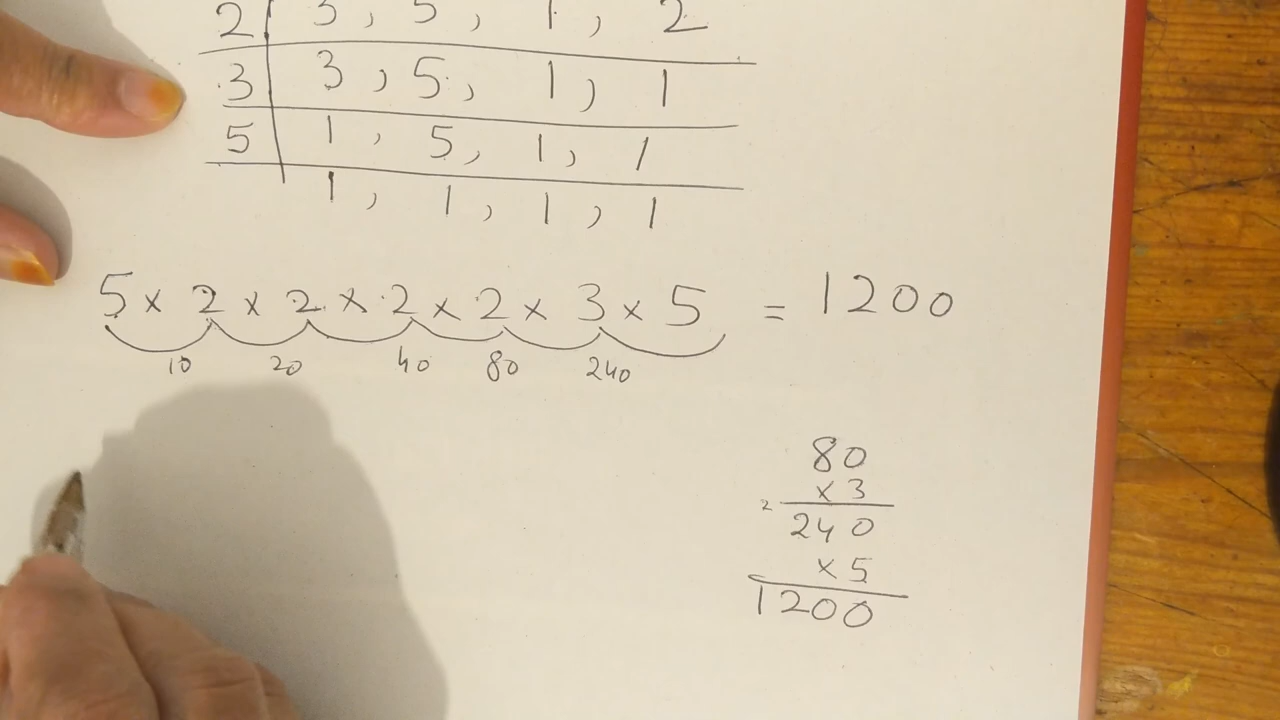 2 3 , 5 , 1 , 2
3 3 , 5 , 1 , 1
5 1 , 5 , 1 , 1
1 , 1 , 1 , 1
5 × 2 × 2 × 2 × 2 × 3 × 5 = 1200
10 20 40 80 240
80
× 3
2 240
× 5
1200